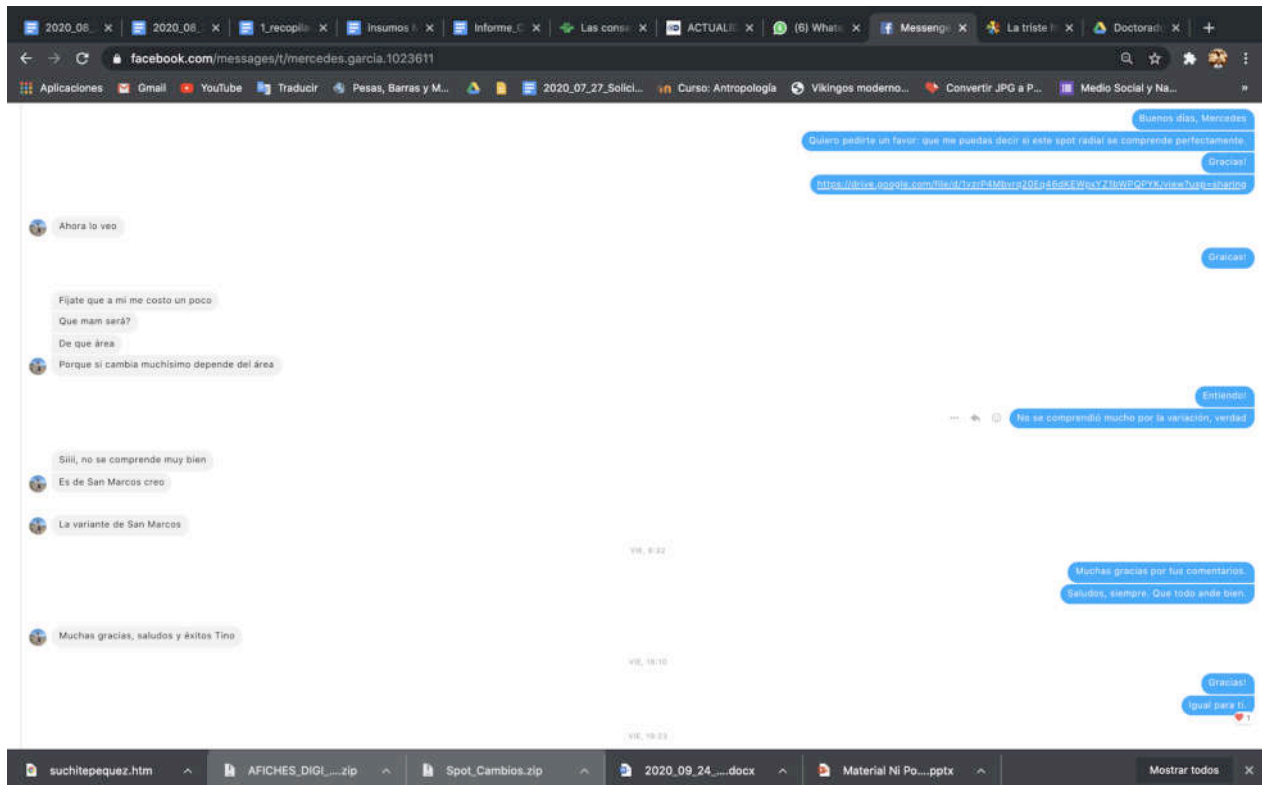 2020_08_
2020_08_
1_recopila
Insumos
Informe_C
Las conse
ACTUALI
(6) Whats
Messenge
La triste h
Doctorado
facebook.com/messages/t/mercedes.garcia.1023611
Aplicaciones
Gmail
YouTube
Traducir
Pesas, Barras y M...
2020_07_27_Solici...
Curso: Antropología
Vikingos moderno...
Convertir JPG a P...
Medio Social y Na...
»
Buenos días, Mercedes
Quiero pedirte un favor: que me puedas decir si este spot radial se comprende perfectamente.
Gracias!
Ahora lo veo
Graicas!
Fijate que a mi me costo un poco
Que mam será?
De que área
Porque si cambia muchísimo depende del área
Entiendo!
No se comprendió mucho por la variación, verdad
Siiii, no se comprende muy bien
Es de San Marcos creo
La variante de San Marcos
VIE, 9:32
Muchas gracias por tus comentarios.
Saludos, siempre. Que todo ande bien.
Muchas gracias, saludos y éxitos Tino
Gracias!
Igual para ti.
1
suchitepequez.htm
AFICHES_DIGI_....zip
Spot_Cambios.zip
2020_09_24_....docx
Material Ni Po....pptx
Mostrar todos